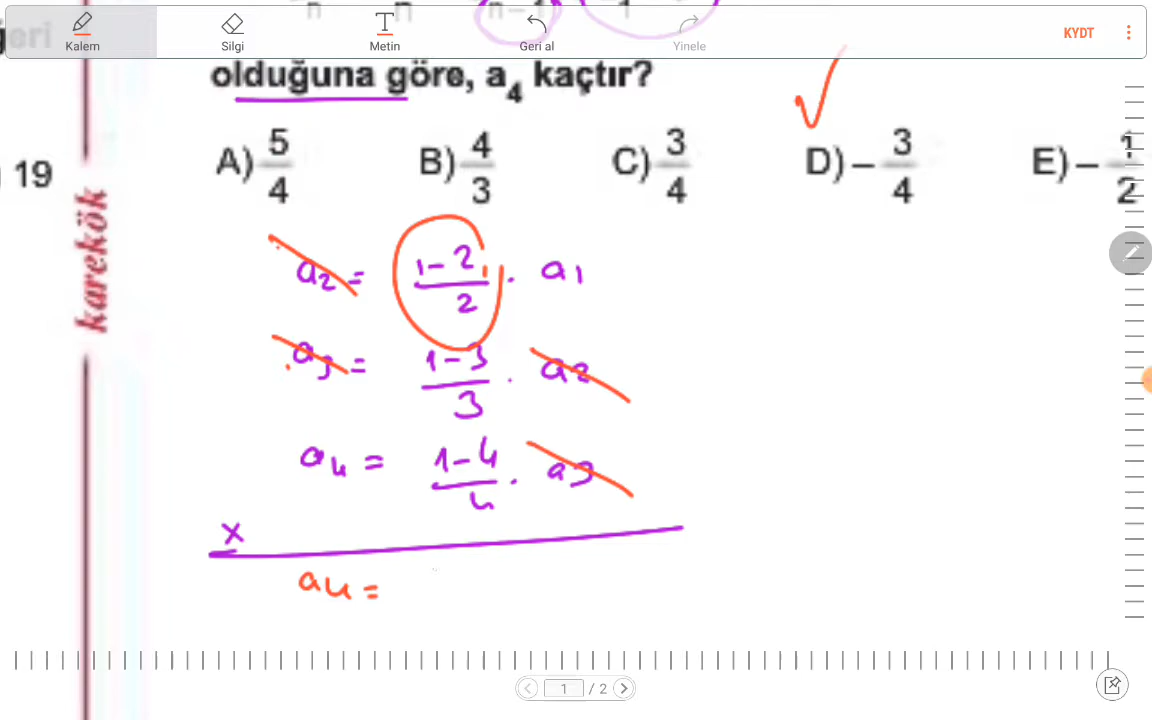 Kalem Silgi Metin Geri al Yinele KYDT
olduğuna göre, a₄ kaçtır?
A) 5/4 B) 4/3 C) 3/4 D) - 3/4 E) - 1/2
19
karekök
a2 = 1-2/2 . a1
a3 = 1-3/3 . a2
a4 = 1-4/4 . a3
x
a4 =
1 / 2